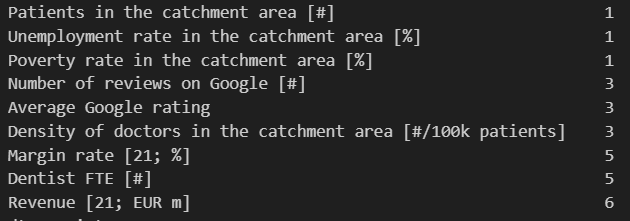 Patients in the catchment area [#] 1
Unemployment rate in the catchment area [%] 1
Poverty rate in the catchment area [%] 1
Number of reviews on Google [#] 3
Average Google rating 3
Density of doctors in the catchment area [#/100k patients] 3
Margin rate [21; %] 5
Dentist FTE [#] 5
Revenue [21; EUR m] 6